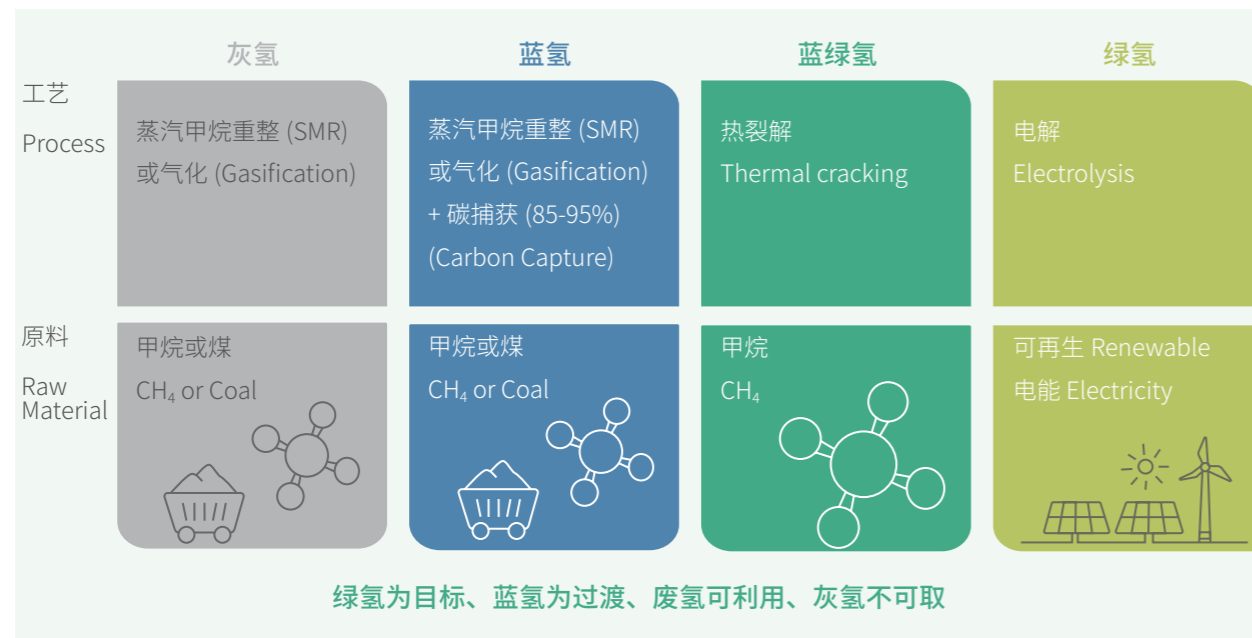 灰氢
蓝氢
蓝绿氢
绿氢
工艺
Process
蒸汽甲烷重整 (SMR)
或气化 (Gasification)
蒸汽甲烷重整 (SMR)
或气化 (Gasification)
+ 碳捕获 (85-95%)
(Carbon Capture)
热裂解
Thermal cracking
电解
Electrolysis
原料
Raw
Material
甲烷或煤
CH₄ or Coal
甲烷或煤
CH₄ or Coal
甲烷
CH₄
可再生 Renewable
电能 Electricity
绿氢为目标、蓝氢为过渡、废氢可利用、灰氢不可取